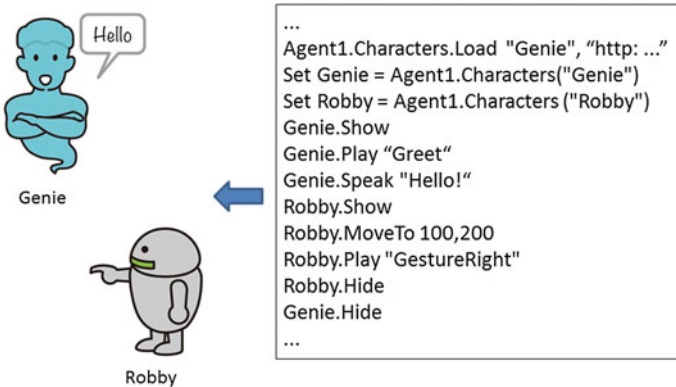 Hello
Genie
Robby
...
Agent1.Characters.Load "Genie", “http: ...”
Set Genie = Agent1.Characters("Genie")
Set Robby = Agent1.Characters ("Robby")
Genie.Show
Genie.Play “Greet“
Genie.Speak "Hello!“
Robby.Show
Robby.MoveTo 100,200
Robby.Play "GestureRight"
Robby.Hide
Genie.Hide
...